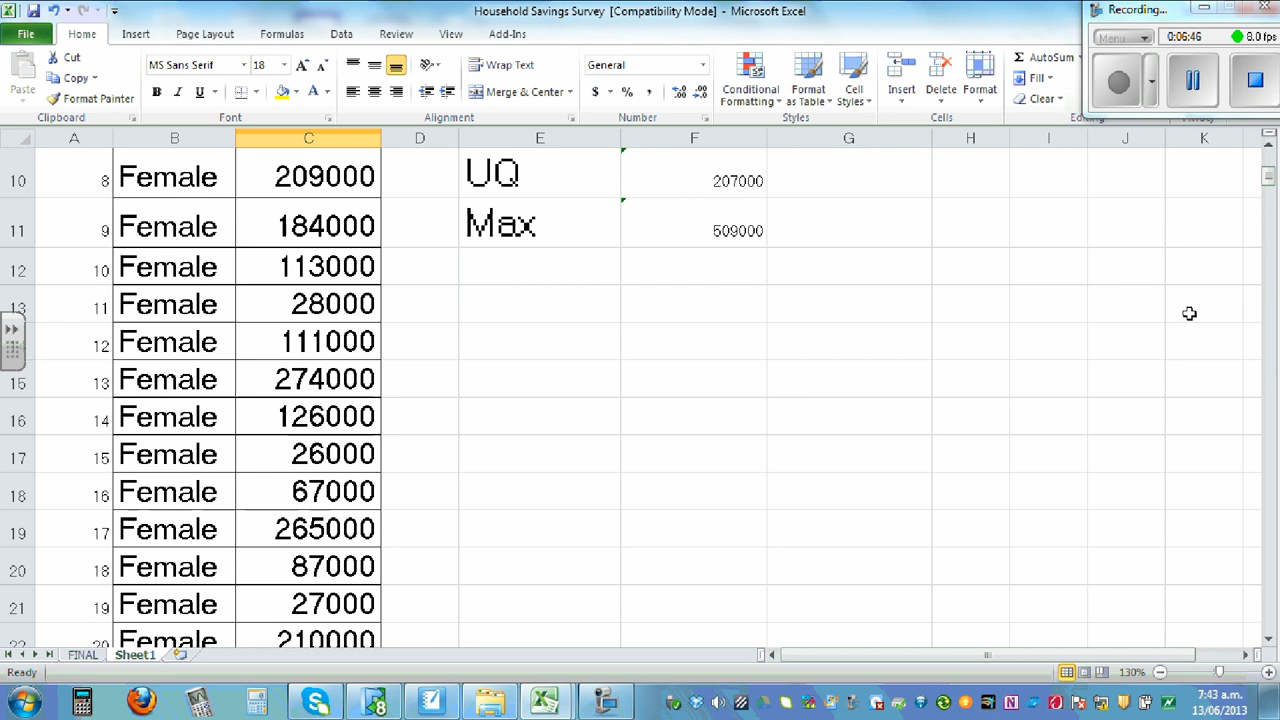 Household Savings Survey [Compatibility Mode] - Microsoft Excel
Recording...
File Home Insert Page Layout Formulas Data Review View Add-Ins
Menu 0:06:46 8.0 fps
Cut
Copy
Format Painter
Paste
Clipboard
MS Sans Serif 18
B I U
Font
Wrap Text
Merge & Center
Alignment
General
$ % ,
Number
Conditional Formatting
Format as Table
Cell Styles
Styles
Insert Delete Format
Cells
Σ AutoSum
Fill
Clear
A B C D E F G H I J K
10 8 Female 209000 UQ 207000
11 9 Female 184000 Max 509000
12 10 Female 113000
13 11 Female 28000
12 Female 111000
15 13 Female 274000
16 14 Female 126000
17 15 Female 26000
18 16 Female 67000
19 17 Female 265000
20 18 Female 87000
21 19 Female 27000
22 20 Female 210000
FINAL Sheet1
Ready 130%
7:43 a.m.
13/06/2013